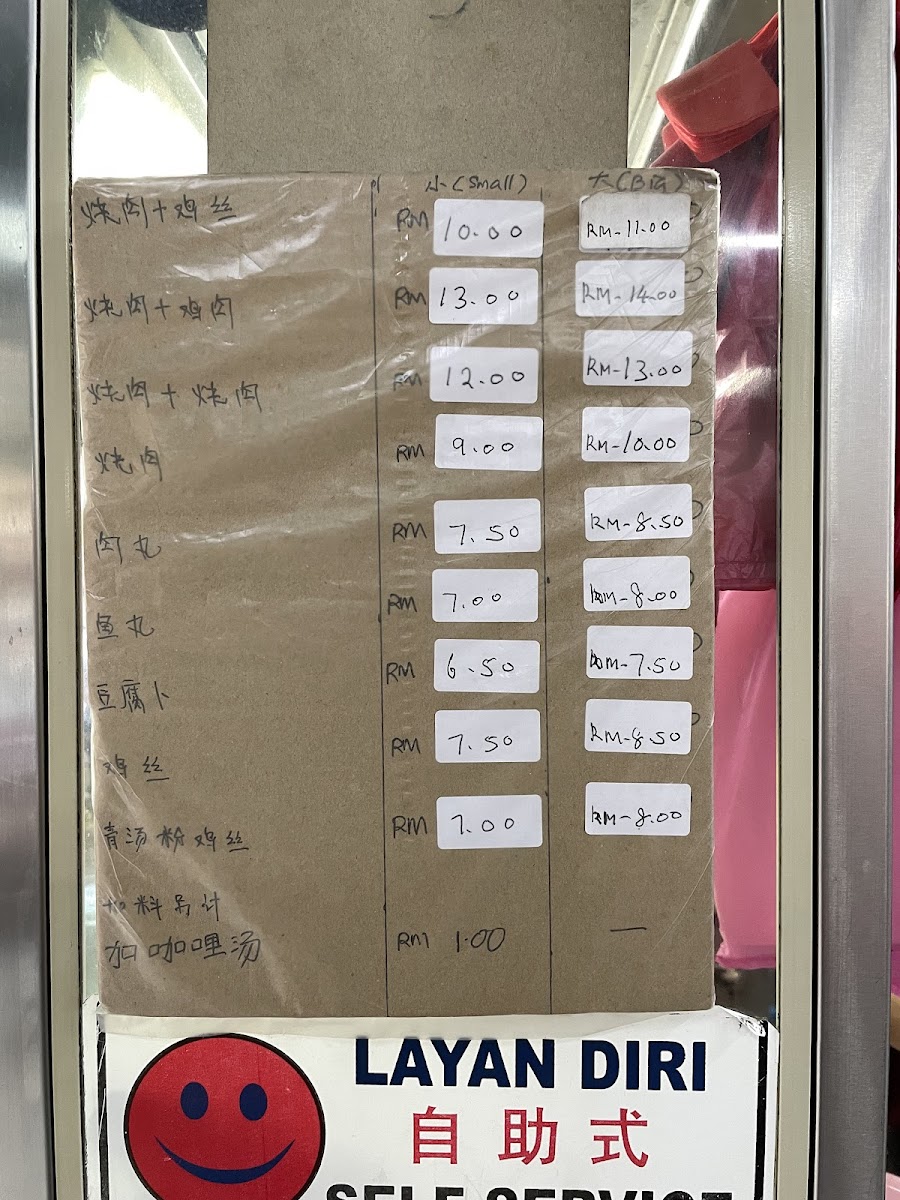 小(Small) 大(BIG)
烧肉+鸡丝 RM 10.00 RM-11.00
烧肉+鸡肉 RM 13.00 RM-14.00
烧肉+烧肉 RM 12.00 RM-13.00
烧肉 RM 9.00 RM-10.00
肉丸 RM 7.50 RM-8.50
鱼丸 RM 7.00 RM-8.00
豆腐卜 RM 6.50 RM-7.50
鸡丝 RM 7.50 RM-8.50
青汤粉鸡丝 RM 7.00 RM-8.00
加料另计
加咖哩汤 RM 1.00 —
LAYAN DIRI
自助式
SELF SERVICE